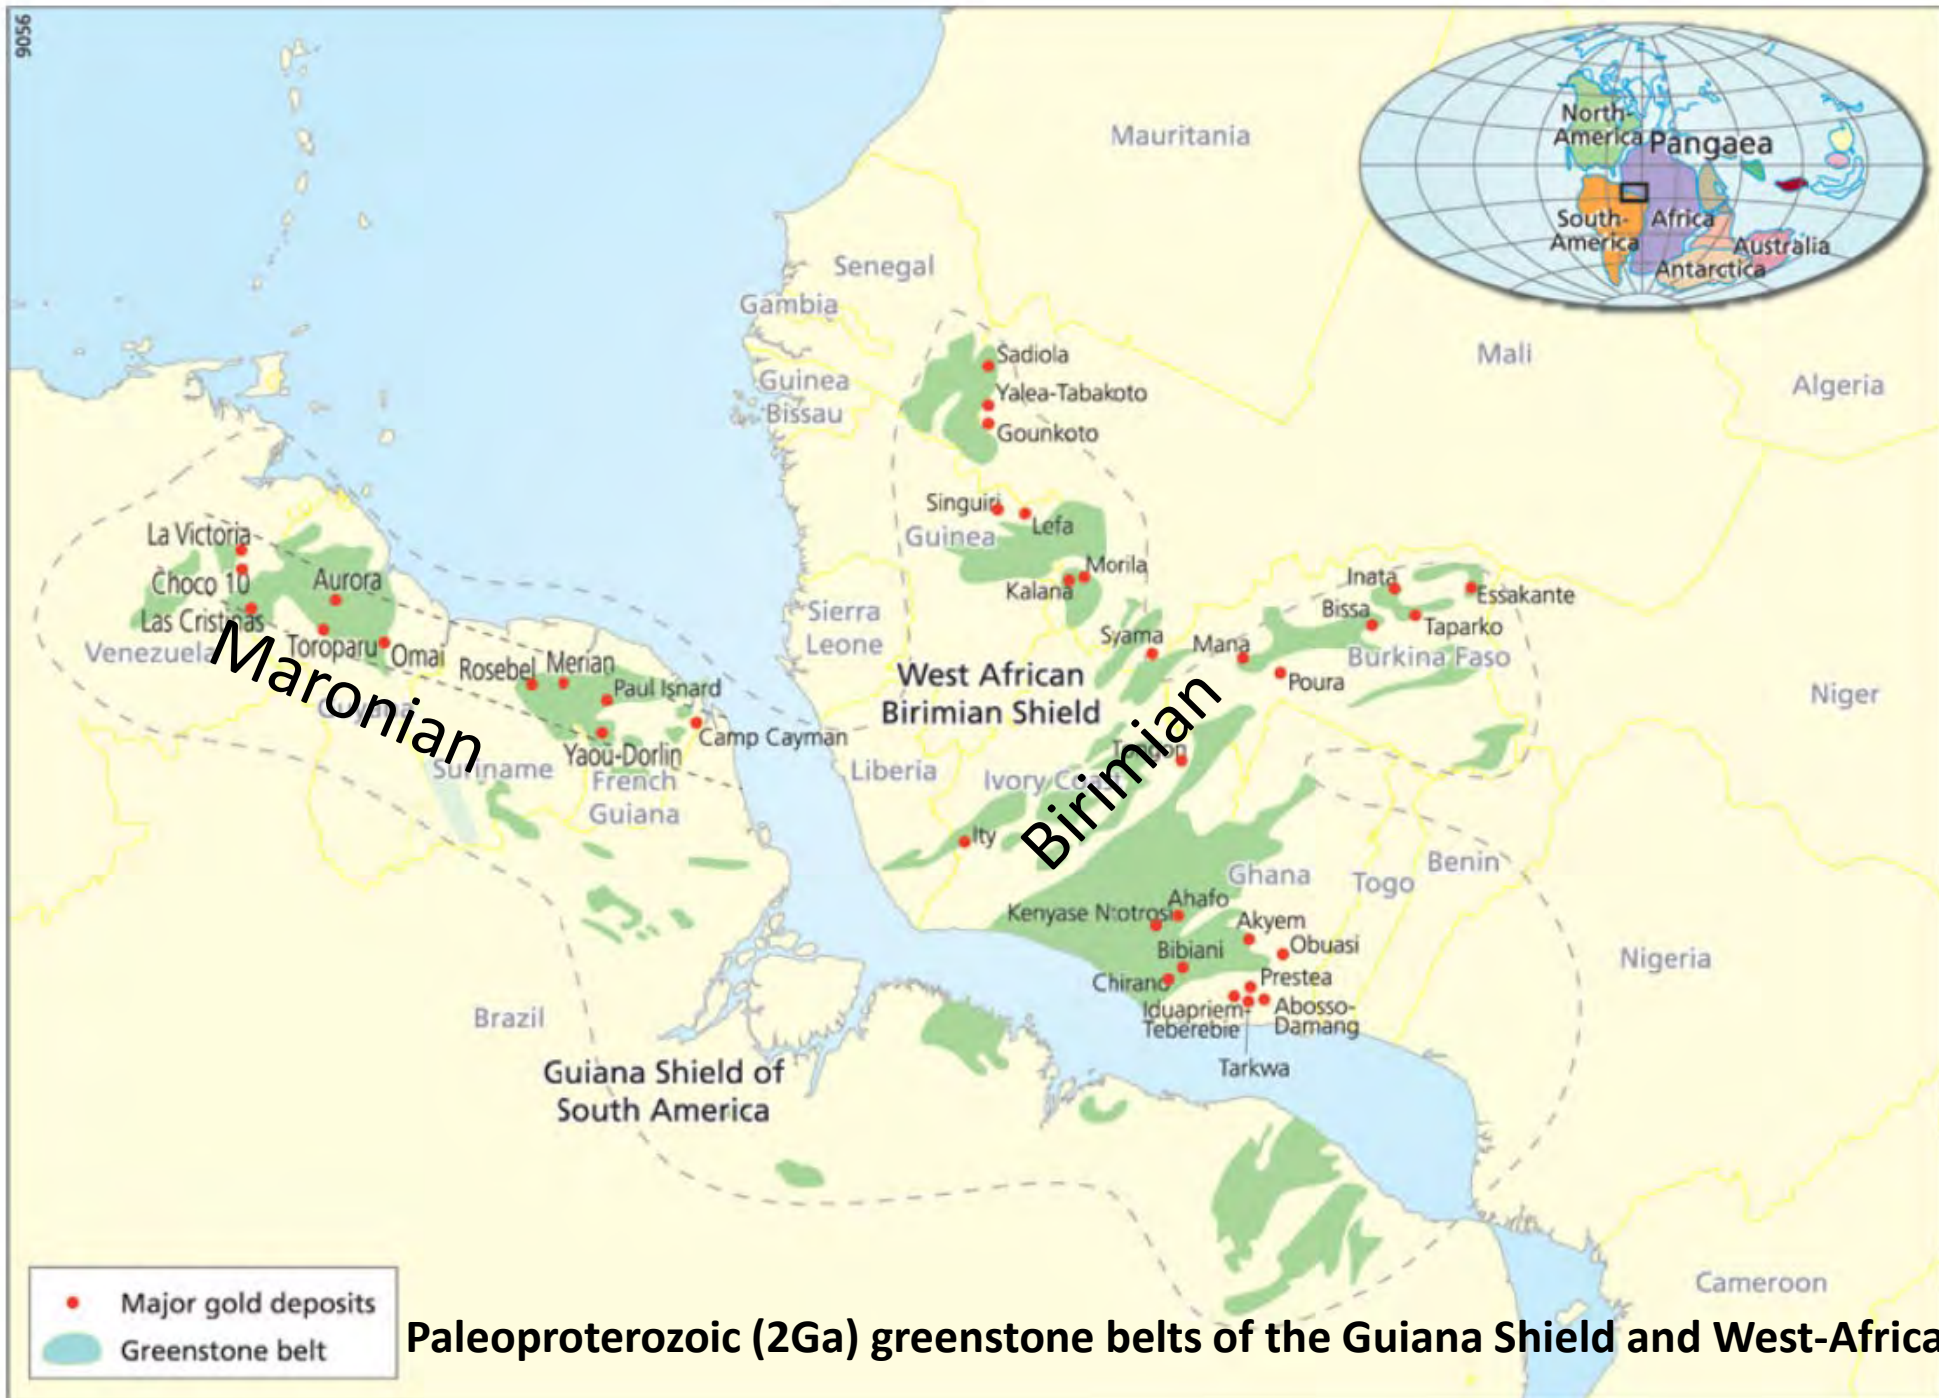 9056
Mauritania
North-
America
Pangaea
South-
America
Africa
Australia
Antarctica
Senegal
Gambia
Guinea
Bissau
Mali
Algeria
Sadiola
Yalea-Tabakoto
Gounkoto
Singuiri
Lefa
Guinea
Morila
Kalana
Sierra
Leone
Syama
Mana
Inata
Essakante
Bissa
Taparko
Burkina Faso
Poura
Niger
La Victoria
Choco 10
Las Cristinas
Aurora
Toroparu
Omai
Venezuela
Maronian
Guyana
Rosebel
Merian
Paul Isnard
Camp Cayman
Yaou-Dorlin
Suriname
French
Guiana
West African
Birimian Shield
Birimian
Tongon
Liberia
Ivory Coast
Ity
Ghana
Togo
Benin
Nigeria
Kenyase Ntotroso
Ahafo
Akyem
Obuasi
Bibiani
Chirano
Prestea
Iduapriem-
Teberebie
Abosso-
Damang
Tarkwa
Brazil
Guiana Shield of
South America
Cameroon
Major gold deposits
Greenstone belt
Paleoproterozoic (2Ga) greenstone belts of the Guiana Shield and West-Africa